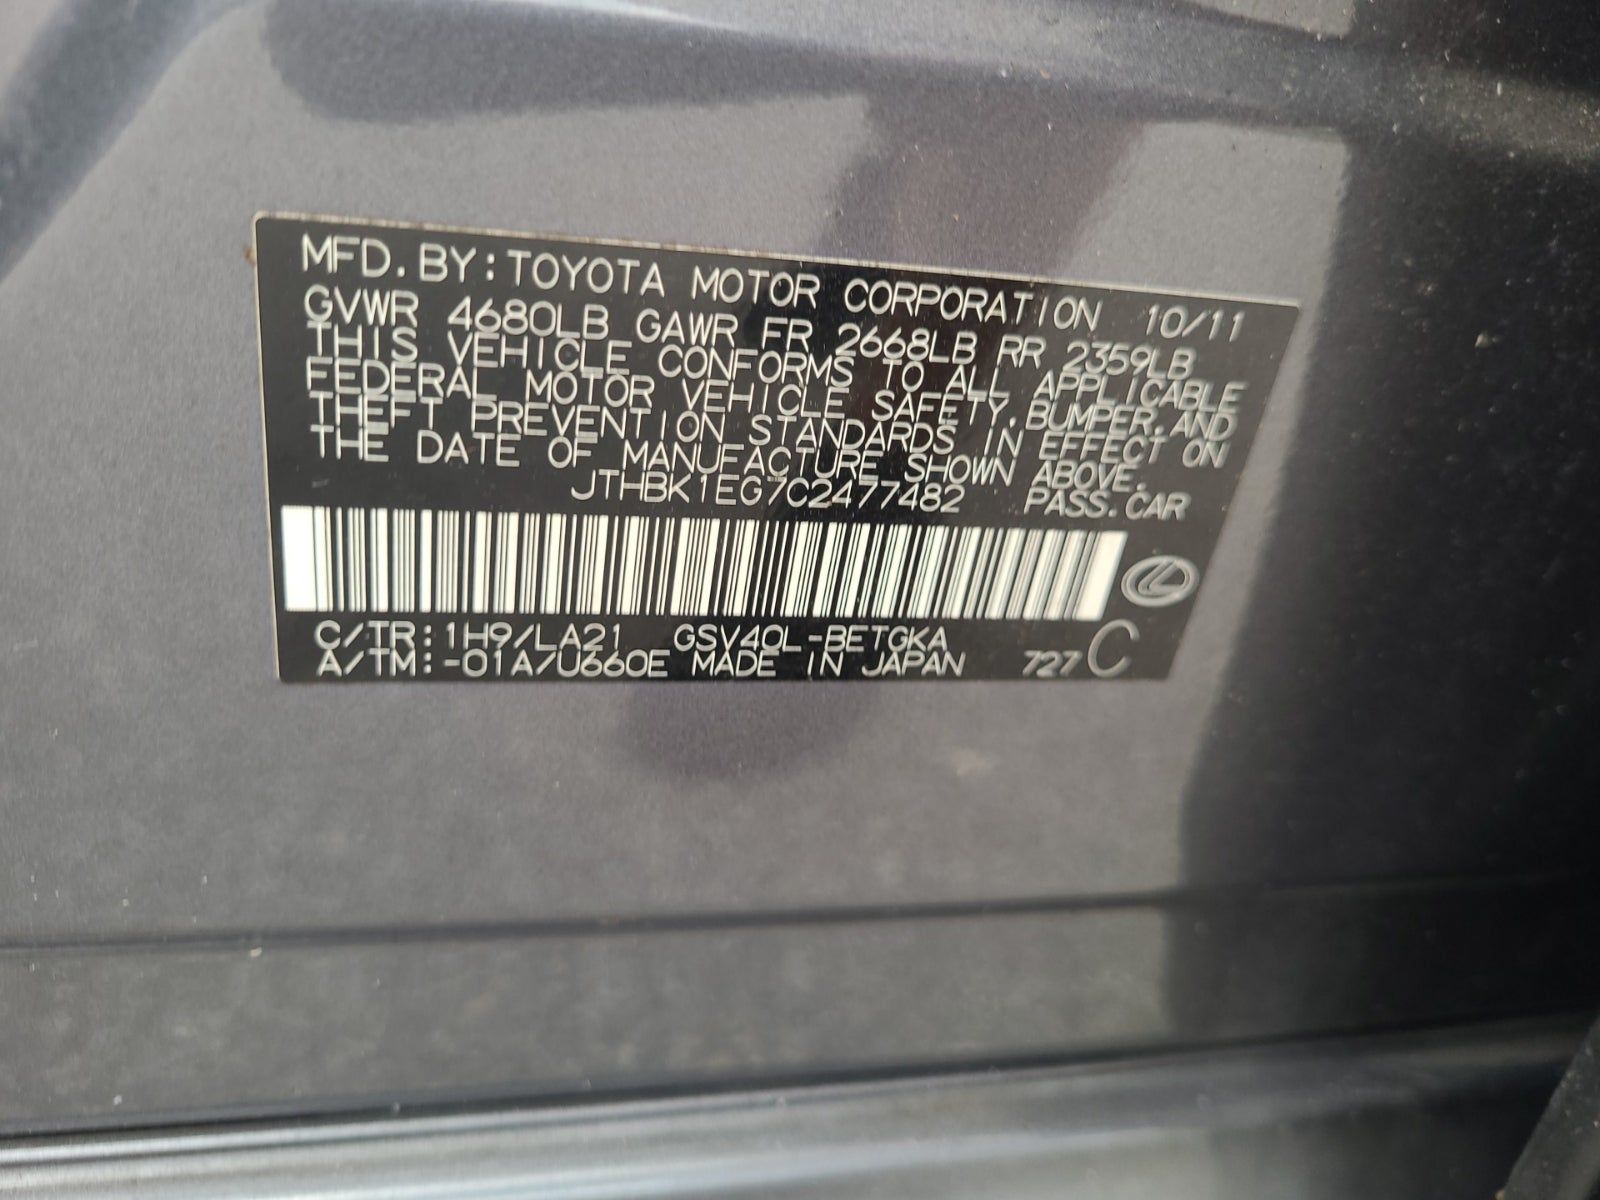 MFD. BY: TOYOTA MOTOR CORPORATION 10/11
GVWR 4680LB GAWR FR 2668LB RR 2359LB
THIS VEHICLE CONFORMS TO ALL APPLICABLE
FEDERAL MOTOR VEHICLE SAFETY, BUMPER, AND
THEFT PREVENTION STANDARDS IN EFFECT ON
THE DATE OF MANUFACTURE SHOWN ABOVE.
JTHBK1EG7C2477482 PASS. CAR
C/TR: 1H9/LA21 GSV40L-BETGKA
A/TM: -01A/U660E MADE IN JAPAN 727 C